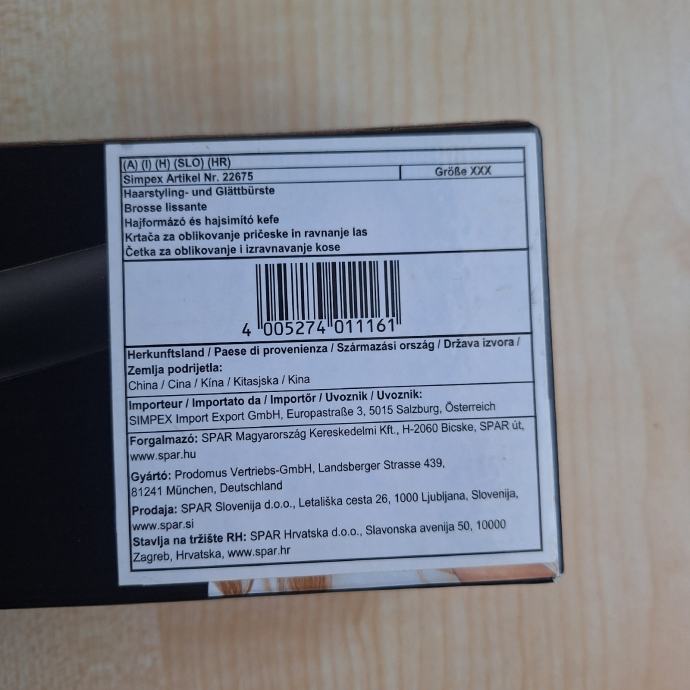 (A) (I) (H) (SLO) (HR)
Simpex Artikel Nr. 22675 Größe XXX
Haarstyling- und Glättbürste
Brosse lissante
Hajformázó és hajsimító kefe
Krtača za oblikovanje pričeske in ravnanje las
Četka za oblikovanje i izravnavanje kose
4 005274 011161
Herkunftsland / Paese di provenienza / Származási ország / Država izvora /
Zemlja podrijetla:
China / Cina / Kína / Kitasjska / Kina
Importeur / Importato da / Importőr / Uvoznik / Uvoznik:
SIMPEX Import Export GmbH, Europastraße 3, 5015 Salzburg, Österreich
Forgalmazó: SPAR Magyarország Kereskedelmi Kft., H-2060 Bicske, SPAR út,
www.spar.hu
Gyártó: Prodomus Vertriebs-GmbH, Landsberger Strasse 439,
81241 München, Deutschland
Prodaja: SPAR Slovenija d.o.o., Letališka cesta 26, 1000 Ljubljana, Slovenija,
www.spar.si
Stavlja na tržište RH: SPAR Hrvatska d.o.o., Slavonska avenija 50, 10000
Zagreb, Hrvatska, www.spar.hr